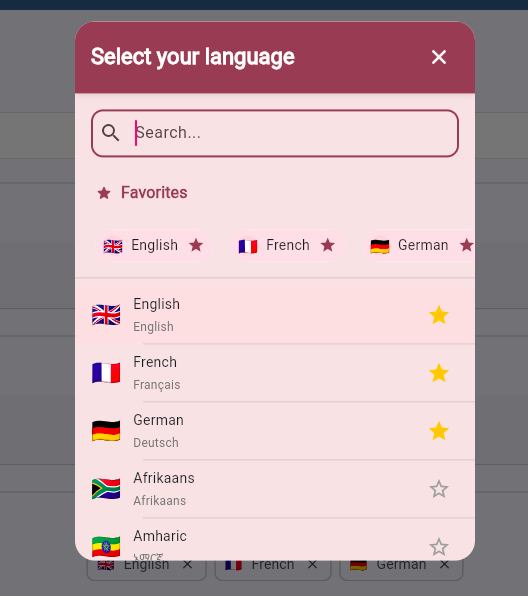 Select your language
Search...
Favorites
English
French
German
English
English
French
Français
German
Deutsch
Afrikaans
Afrikaans
Amharic
English
French
German